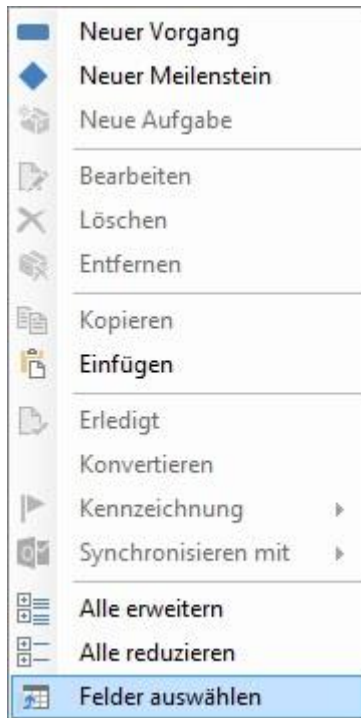 Neuer Vorgang
Neuer Meilenstein
Neue Aufgabe
Bearbeiten
Löschen
Entfernen
Kopieren
Einfügen
Erledigt
Konvertieren
Kennzeichnung
Synchronisieren mit
Alle erweitern
Alle reduzieren
Felder auswählen